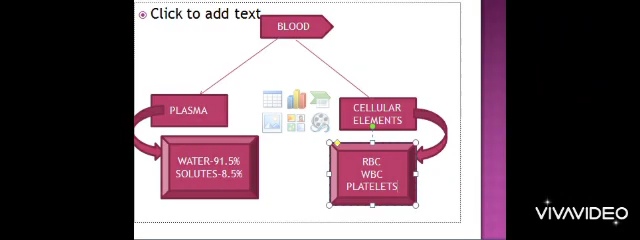 Click to add text
BLOOD
PLASMA
CELLULAR
ELEMENTS
WATER-91.5%
SOLUTES-8.5%
RBC
WBC
PLATELETS
VIVAVIDEO